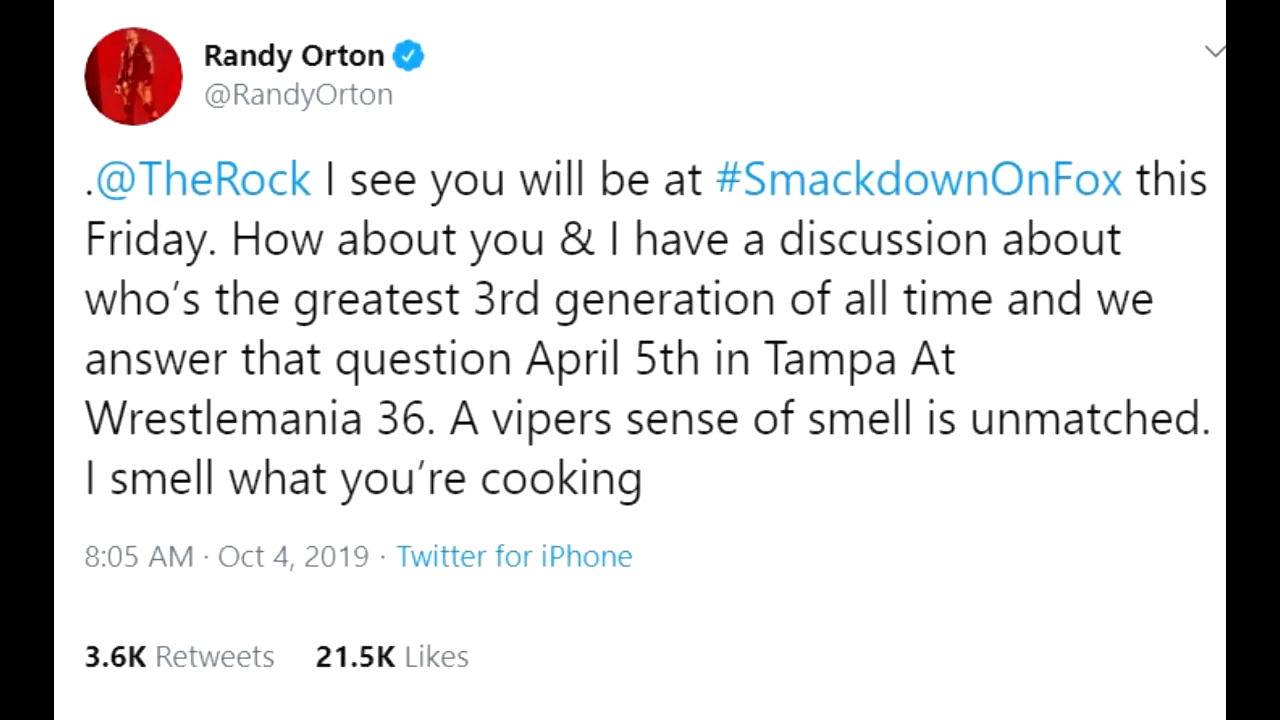 Randy Orton
@RandyOrton
.@TheRock I see you will be at #SmackdownOnFox this
Friday. How about you & I have a discussion about
who's the greatest 3rd generation of all time and we
answer that question April 5th in Tampa At
Wrestlemania 36. A vipers sense of smell is unmatched.
I smell what you're cooking
8:05 AM · Oct 4, 2019 · Twitter for iPhone
3.6K Retweets 21.5K Likes